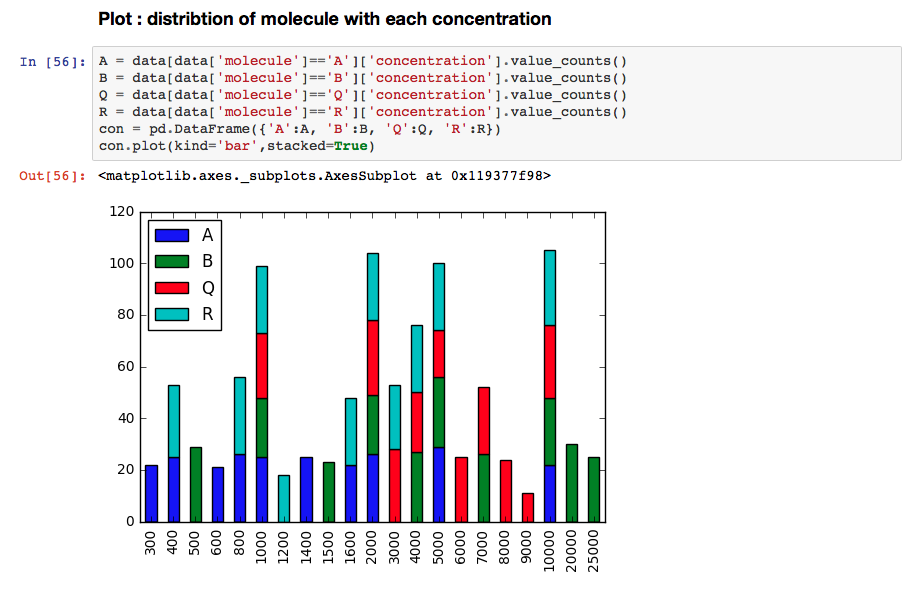 Plot : distribtion of molecule with each concentration
In [56]:
A = data[data['molecule']=='A']['concentration'].value_counts()
B = data[data['molecule']=='B']['concentration'].value_counts()
Q = data[data['molecule']=='Q']['concentration'].value_counts()
R = data[data['molecule']=='R']['concentration'].value_counts()
con = pd.DataFrame({'A':A, 'B':B, 'Q':Q, 'R':R})
con.plot(kind='bar',stacked=True)
Out[56]:
<matplotlib.axes._subplots.AxesSubplot at 0x119377f98>
120
100
80
60
40
20
0
A
B
Q
R
300
400
500
600
800
1000
1200
1400
1500
1600
2000
3000
4000
5000
6000
7000
8000
9000
10000
20000
25000